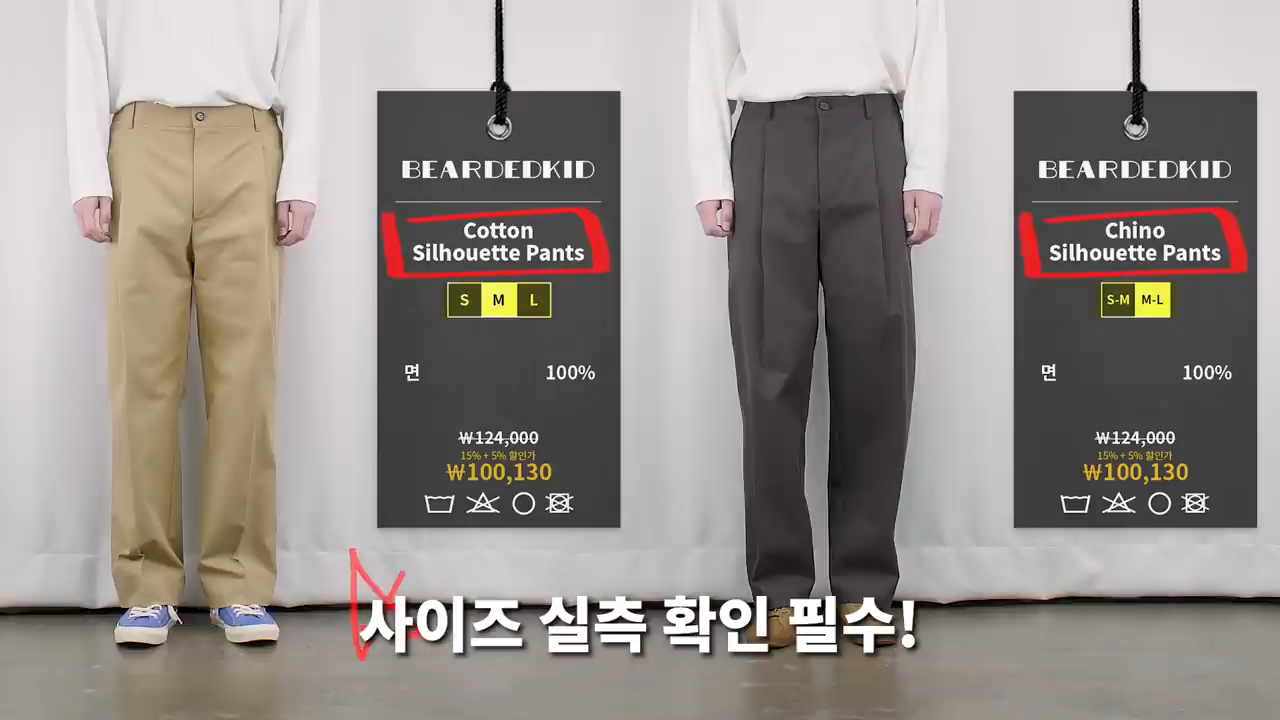 BEARDEDKID
Cotton
Silhouette Pants
S M L
면 100%
₩124,000
15% + 5% 할인가
₩100,130
BEARDEDKID
Chino
Silhouette Pants
S-M M-L
면 100%
₩124,000
15% + 5% 할인가
₩100,130
사이즈 실측 확인 필수!